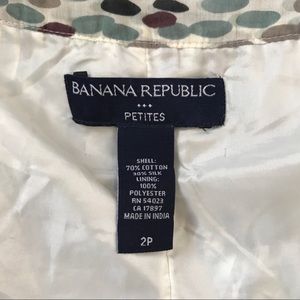 BANANA REPUBLIC
PETITES
SHELL:
70% COTTON
30% SILK
LINING:
100%
POLYESTER
RN 54023
CA 17897
MADE IN INDIA
2P